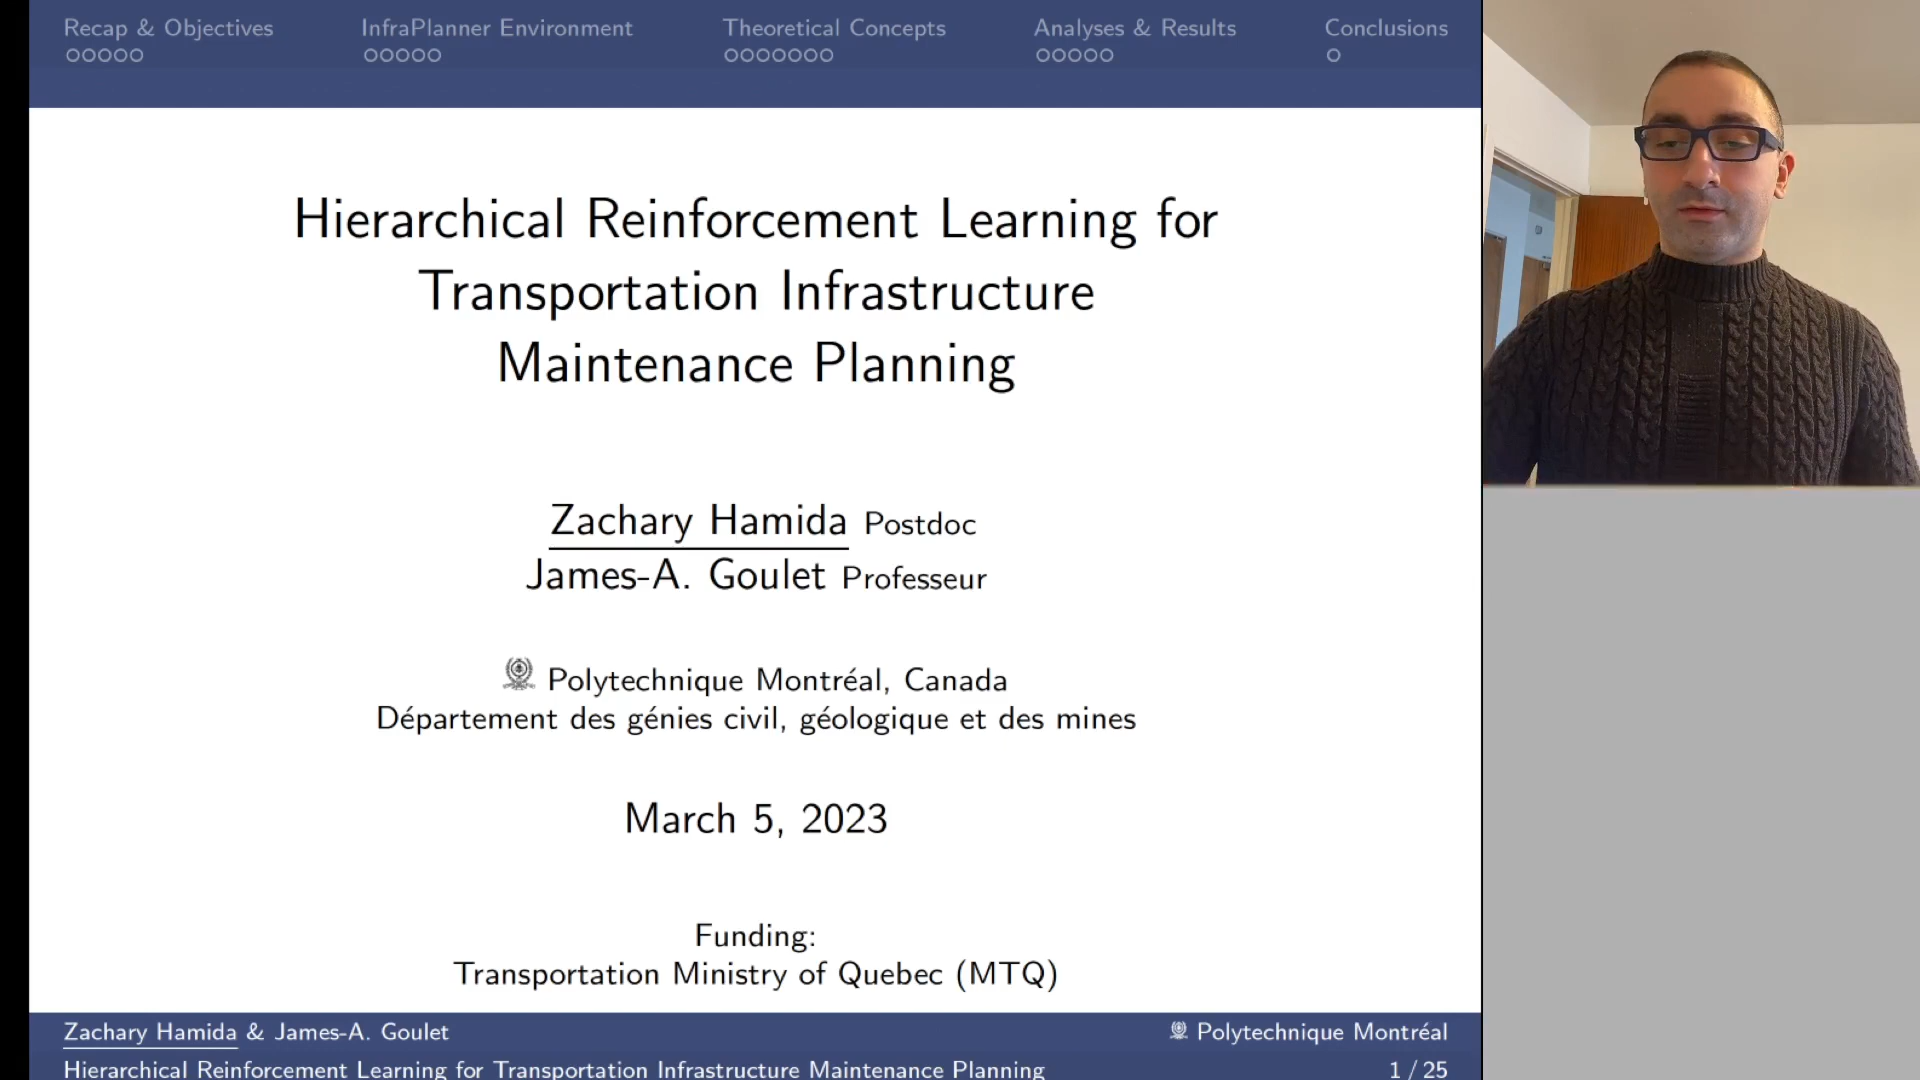 Recap & Objectives
InfraPlanner Environment
Theoretical Concepts
Analyses & Results
Conclusions
Hierarchical Reinforcement Learning for
Transportation Infrastructure
Maintenance Planning
Zachary Hamida Postdoc
James-A. Goulet Professeur
Polytechnique Montréal, Canada
Département des génies civil, géologique et des mines
March 5, 2023
Funding:
Transportation Ministry of Quebec (MTQ)
Zachary Hamida & James-A. Goulet
Polytechnique Montréal
Hierarchical Reinforcement Learning for Transportation Infrastructure Maintenance Planning
1 / 25